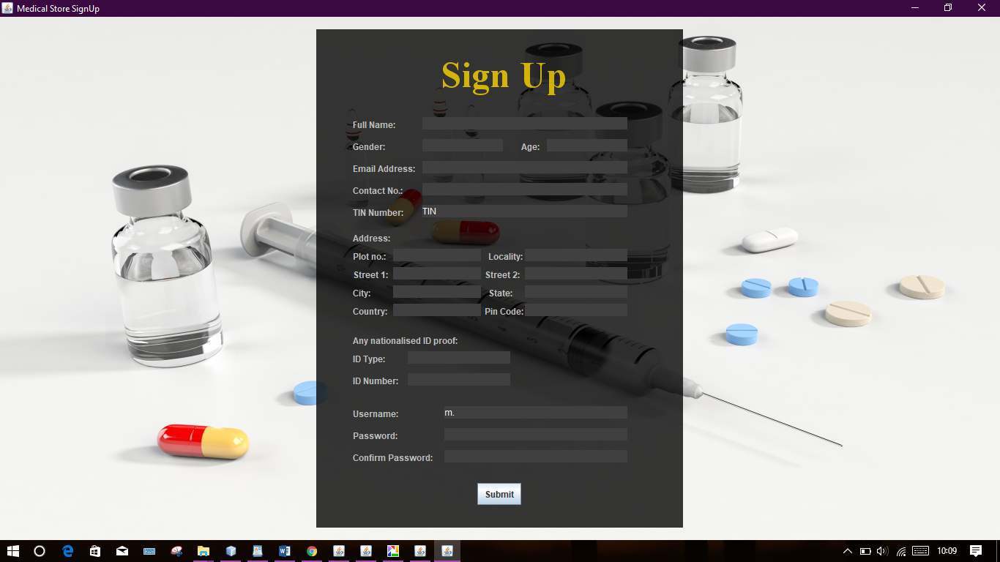 Medical Store SignUp
Sign Up
Full Name:
Gender: Age:
Email Address:
Contact No.:
TIN Number: TIN
Address:
Plot no.: Locality:
Street 1: Street 2:
City: State:
Country: Pin Code:
Any nationalised ID proof:
ID Type:
ID Number:
Username: m.
Password:
Confirm Password:
Submit
10:09